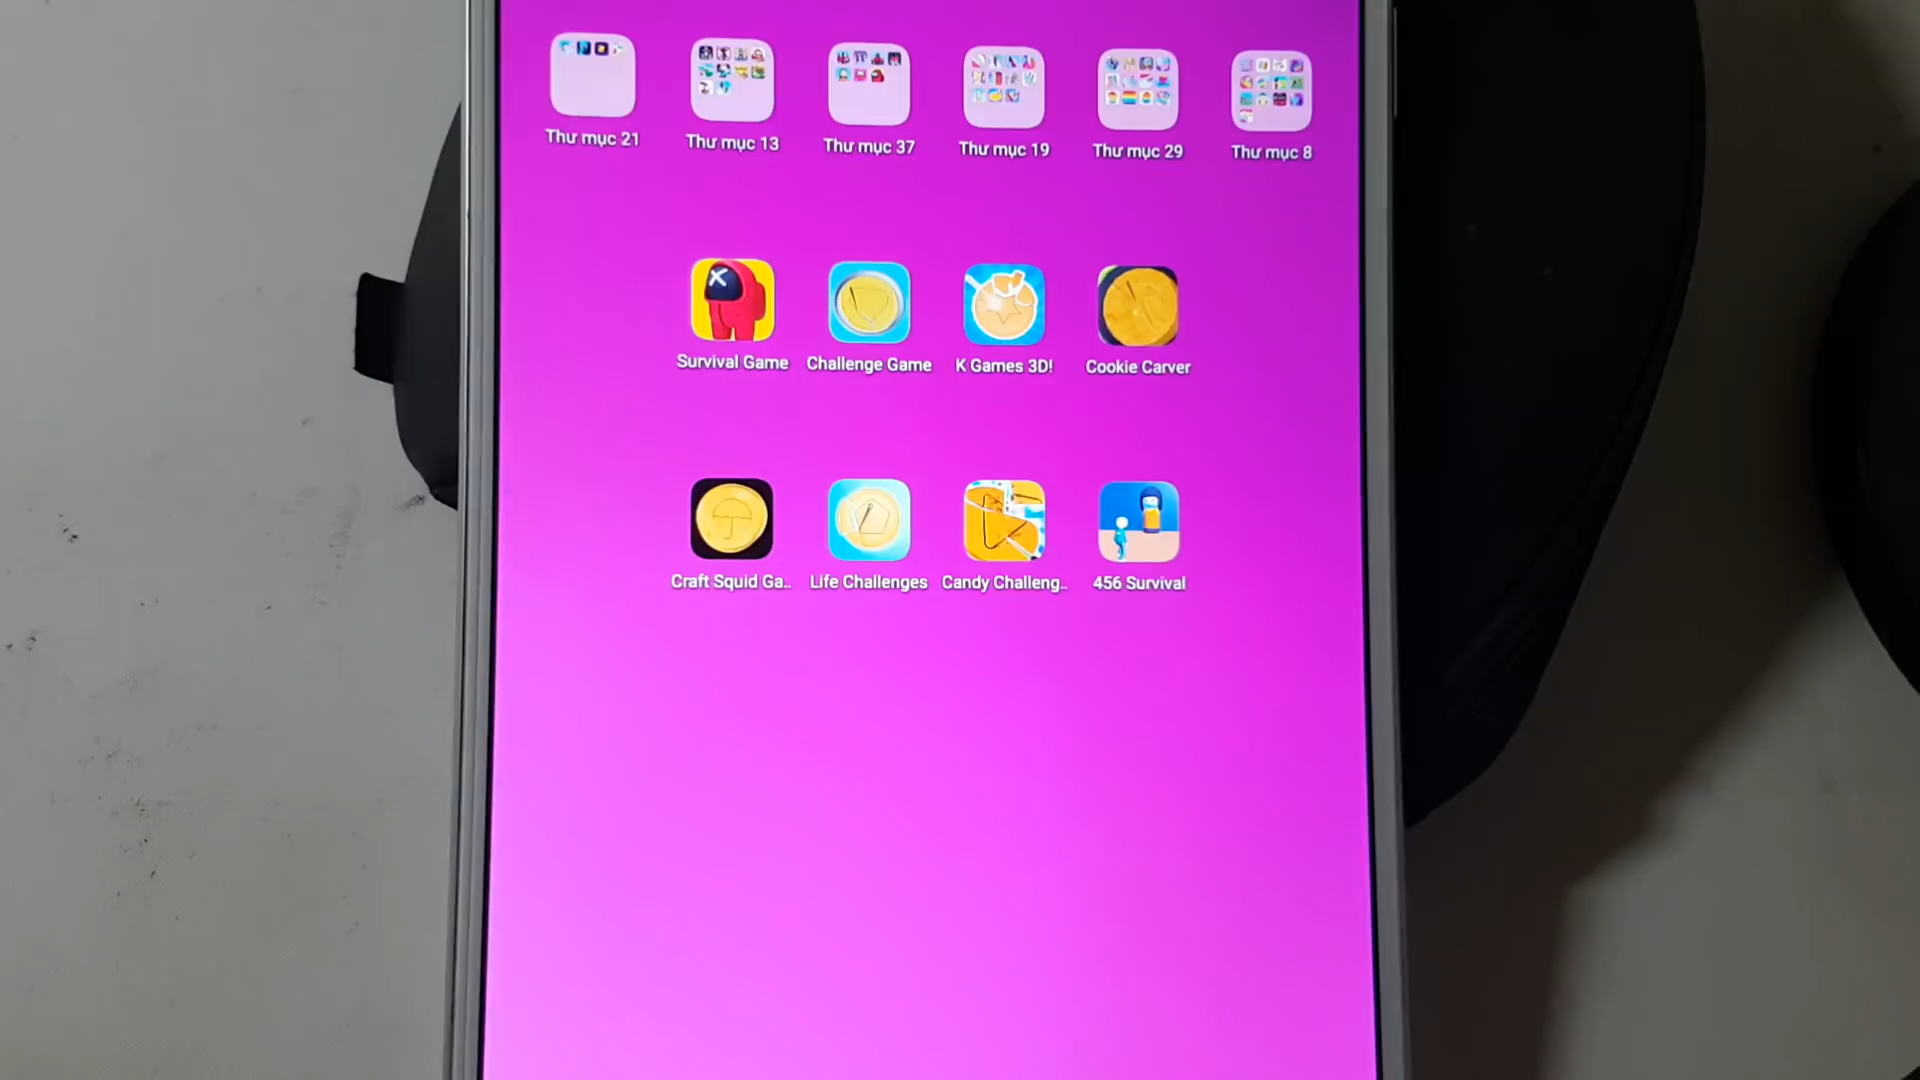 Thư mục 21
Thư mục 13
Thư mục 37
Thư mục 19
Thư mục 29
Thư mục 8
Survival Game
Challenge Game
K Games 3D!
Cookie Carver
Craft Squid Ga..
Life Challenges
Candy Challeng..
456 Survival